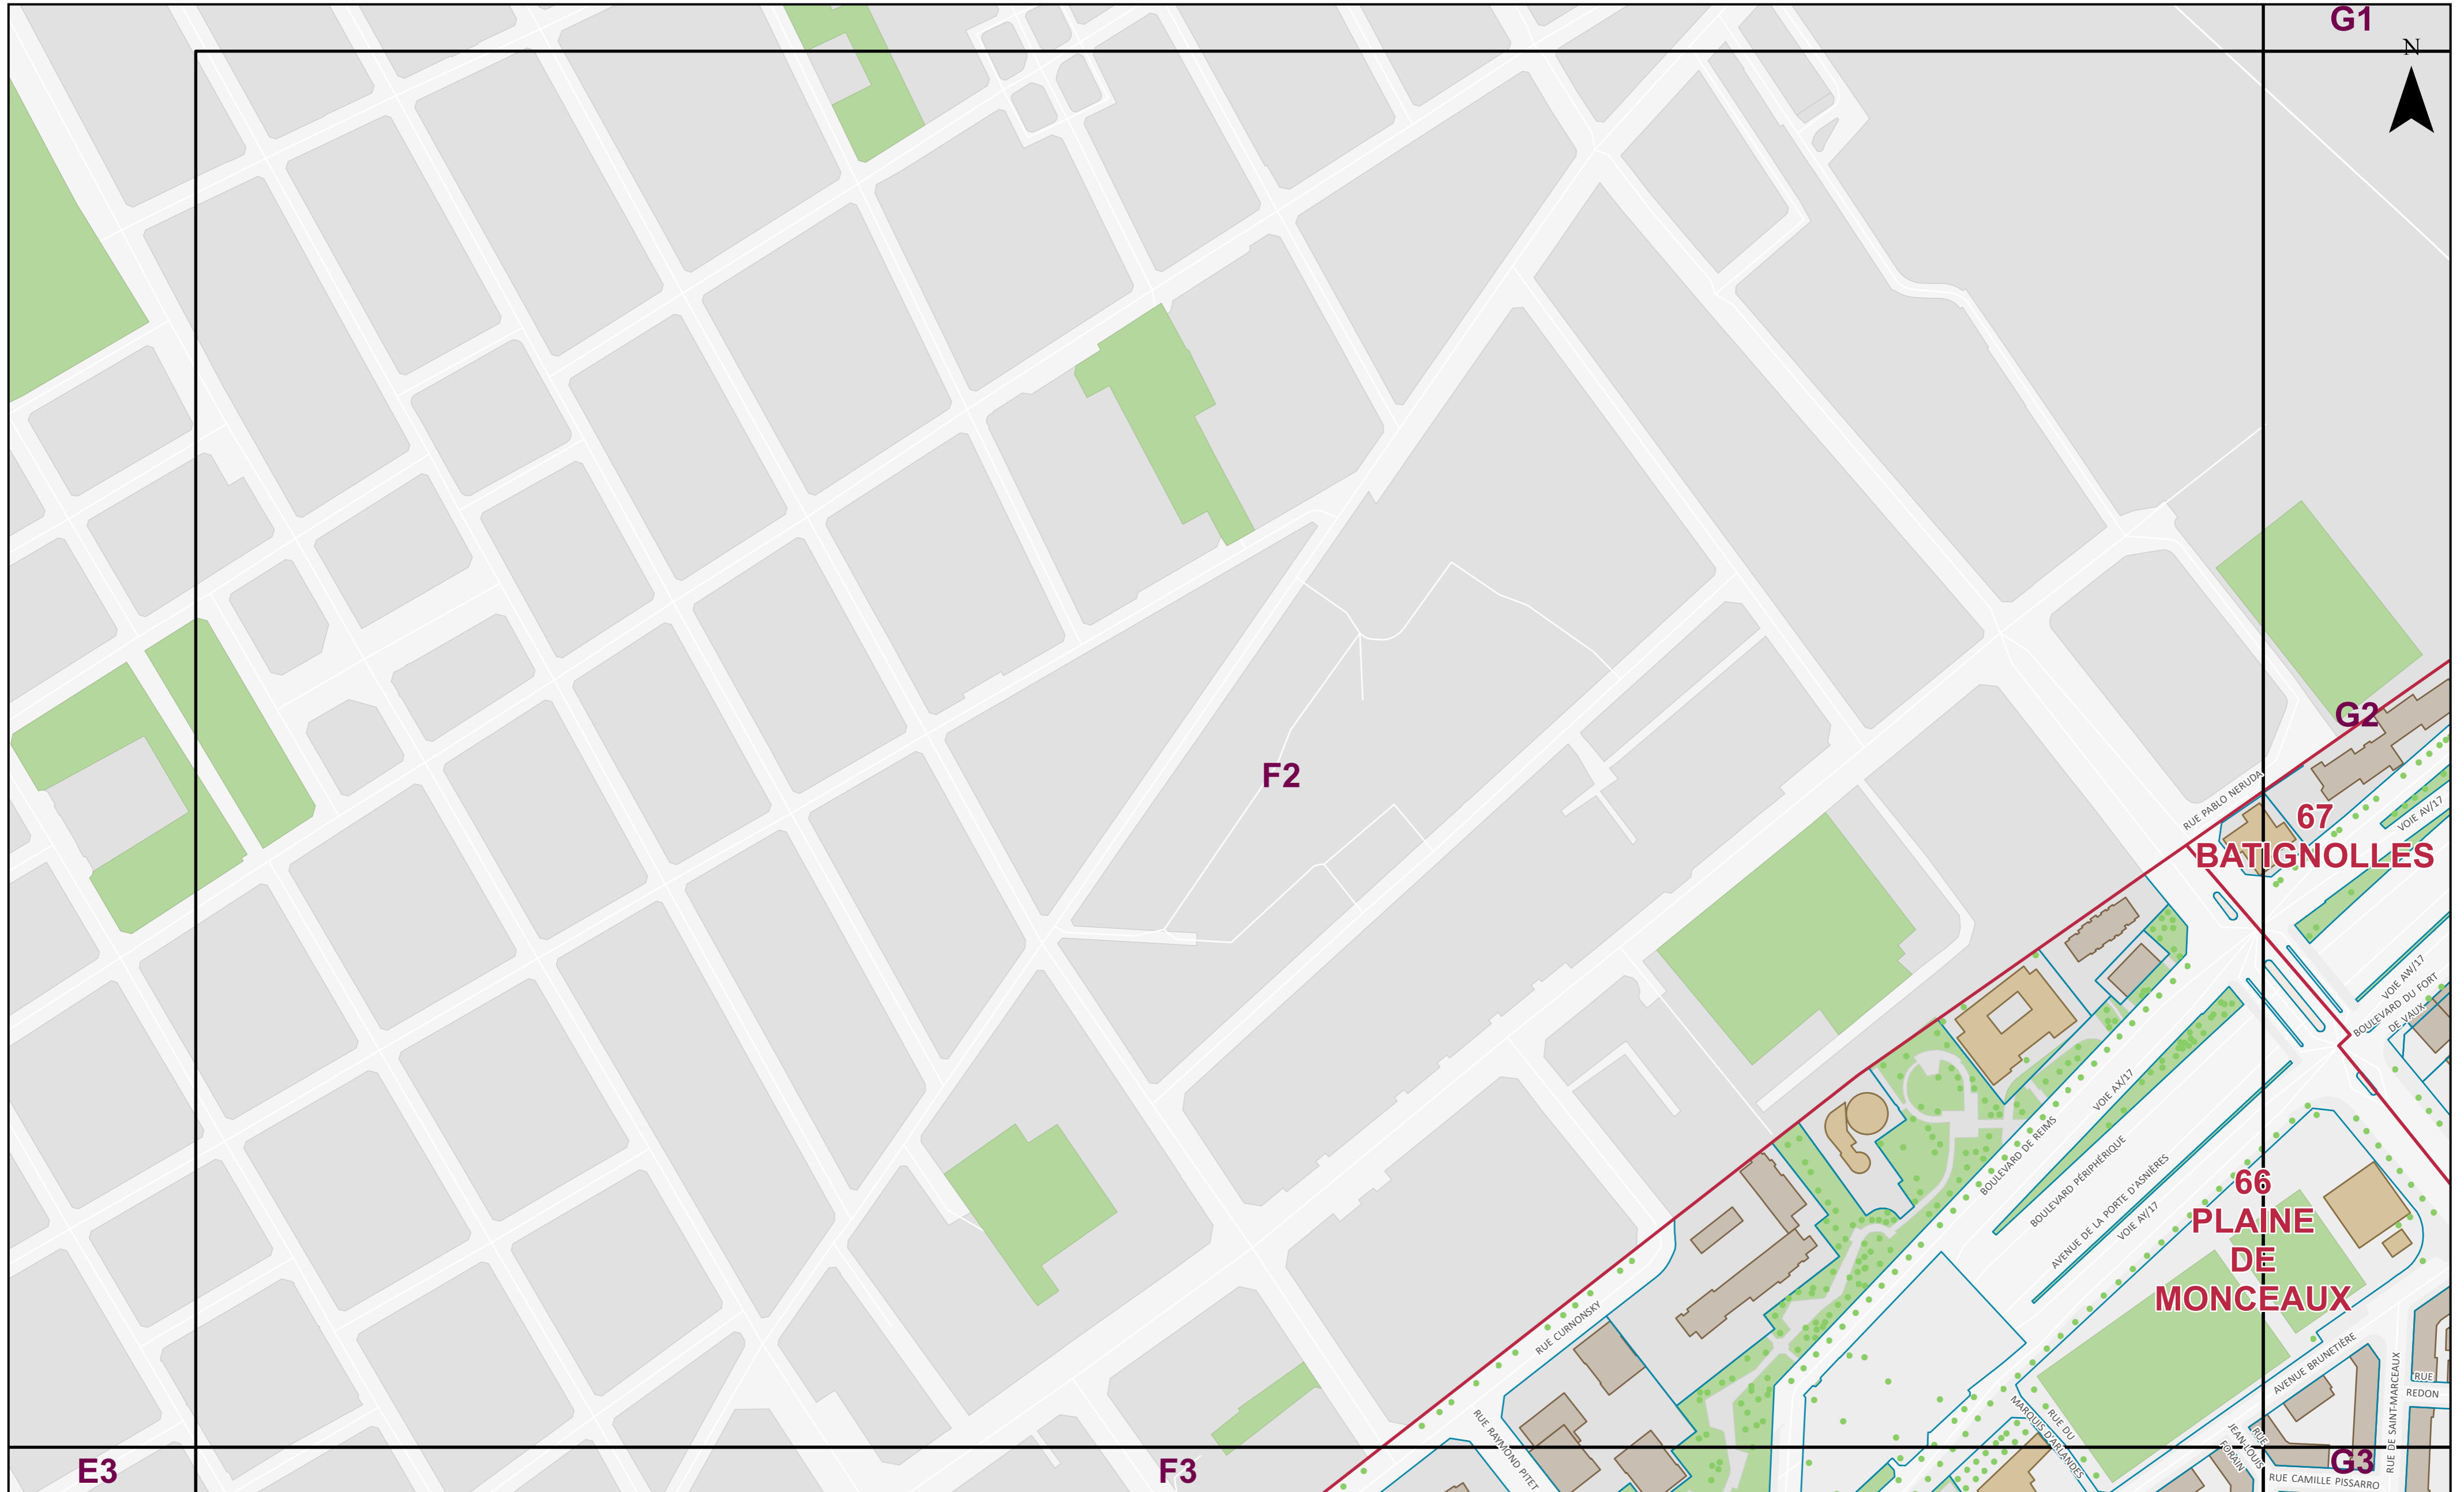 G1
N
F2
G2
RUE PABLO NERUDA
67
BATIGNOLLES
VOIE AV/17
VOIE AW/17
BOULEVARD DU FORT
DE VAUX
VOIE AX/17
BOULEVARD DE REIMS
BOULEVARD PÉRIPHÉRIQUE
AVENUE DE LA PORTE D'ASNIÈRES
VOIE AY/17
66
PLAINE
DE
MONCEAUX
RUE CURNONSKY
RUE RAYMOND PITET
AVENUE BRUNETIÈRE
RUE DE SAINT-MARCEAUX
RUE
REDON
RUE DU
MARQUIS D'ARLANDES
RUE
JEAN-LOUIS
FORAIN
RUE CAMILLE PISSARRO
E3
F3
G3